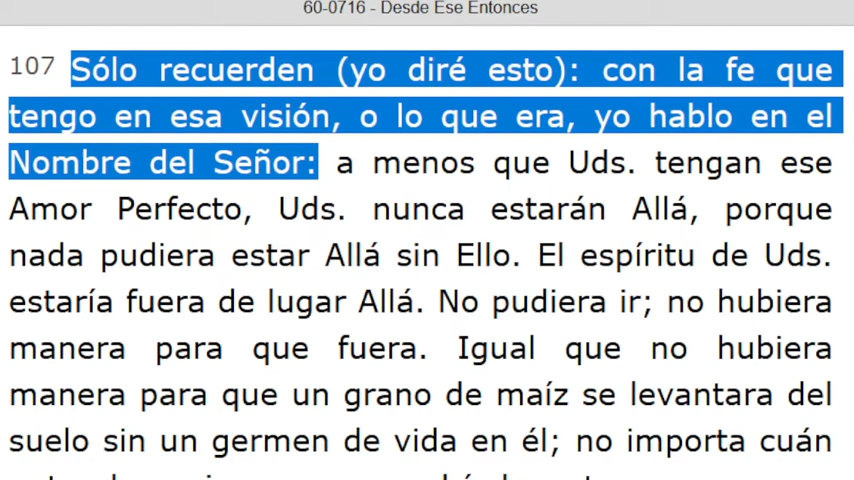 60-0716 - Desde Ese Entonces
107 Sólo recuerden (yo diré esto): con la fe que
tengo en esa visión, o lo que era, yo hablo en el
Nombre del Señor: a menos que Uds. tengan ese
Amor Perfecto, Uds. nunca estarán Allá, porque
nada pudiera estar Allá sin Ello. El espíritu de Uds.
estaría fuera de lugar Allá. No pudiera ir; no hubiera
manera para que fuera. Igual que no hubiera
manera para que un grano de maíz se levantara del
suelo sin un germen de vida en él; no importa cuán